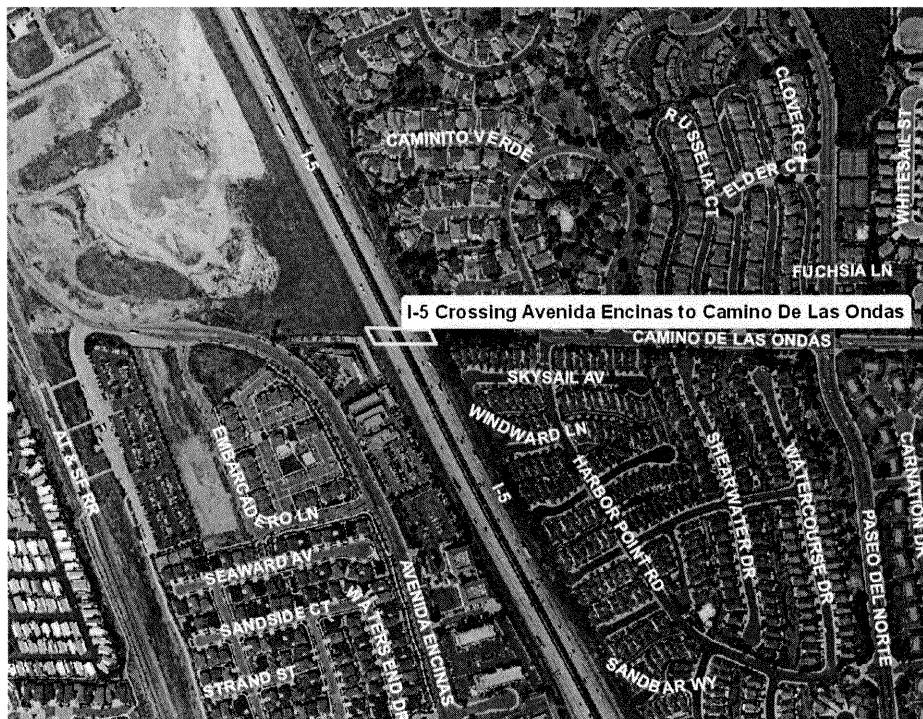 I-5
CAMINITO VERDE
RUSSELIA CT
CLOVER CT
ELDER CT
WHITESAIL ST
FUCHSIA LN
I-5 Crossing Avenida Encinas to Camino De Las Ondas
CAMINO DE LAS ONDAS
SKYSAIL AV
WINDWARD LN
HARBOR POINT RD
SHEARWATER DR
WATERCOURSE DR
PASEO DEL NORTE
I-5
AT & SF RR
EMBARCADERO LN
SEAWARD AV
SANDSIDE CT
STRAND ST
WATERS END DR
AVENIDA ENCINAS
SANDBAR WY